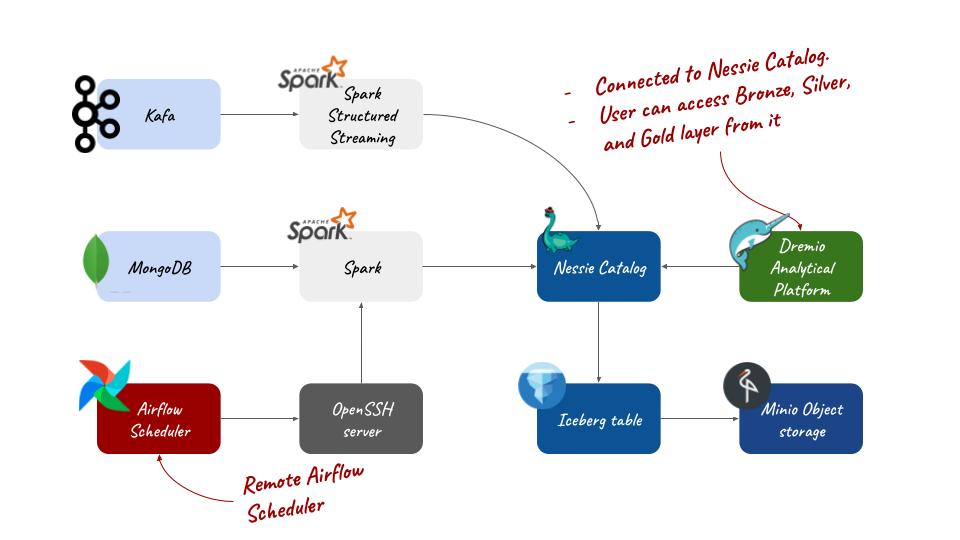 APACHE
Spark
Kafa
Spark
Structured
Streaming
- Connected to Nessie Catalog.
- User can access Bronze, Silver,
and Gold layer from it
MongoDB
APACHE
Spark
Spark
Nessie Catalog
Dremio
Analytical
Platform
Airflow
Scheduler
OpenSSH
server
Iceberg table
Minio Object
storage
Remote Airflow
Scheduler